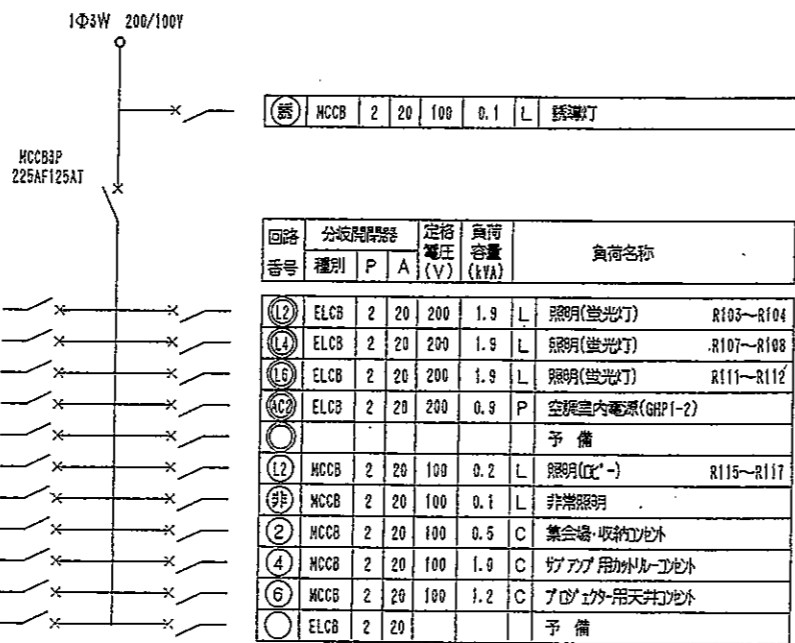 1Φ3W 200/100V
誘 MCCB 2 20 100 0.1 L 誘導灯
MCCB3P
225AF125AT
回路番号 分岐開閉器 種別 P A 定格電圧(V) 負荷容量(kVA) 負荷名称
L2 ELCB 2 20 200 1.9 L 照明(蛍光灯) R103~R104
L4 ELCB 2 20 200 1.9 L 照明(蛍光灯) R107~R108
L6 ELCB 2 20 200 1.9 L 照明(蛍光灯) R111~R112
AC2 ELCB 2 20 200 0.9 P 空調室内電源(GHP1-2)
予 備
L2 MCCB 2 20 100 0.2 L 照明(ロビー) R115~R117
非 MCCB 2 20 100 0.1 L 非常照明
2 MCCB 2 20 100 0.5 C 集会場・収納コンセント
4 MCCB 2 20 100 1.0 C サブアンプ用カットリレーコンセント
6 MCCB 2 20 100 1.2 C プロジェクター用天井コンセント
ELCB 2 20 予 備